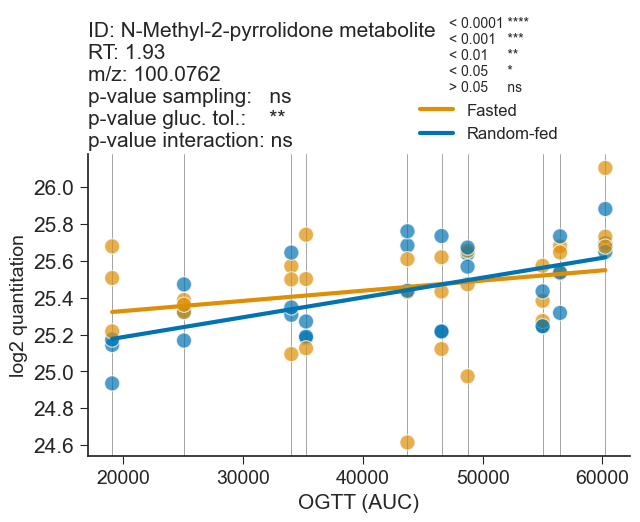 ID: N-Methyl-2-pyrrolidone metabolite
RT: 1.93
m/z: 100.0762
p-value sampling: ns
p-value gluc. tol.: **
p-value interaction: ns
< 0.0001 ****
< 0.001 ***
< 0.01 **
< 0.05 *
> 0.05 ns
Fasted
Random-fed
log2 quantitation
26.0
25.8
25.6
25.4
25.2
25.0
24.8
24.6
20000 30000 40000 50000 60000
OGTT (AUC)